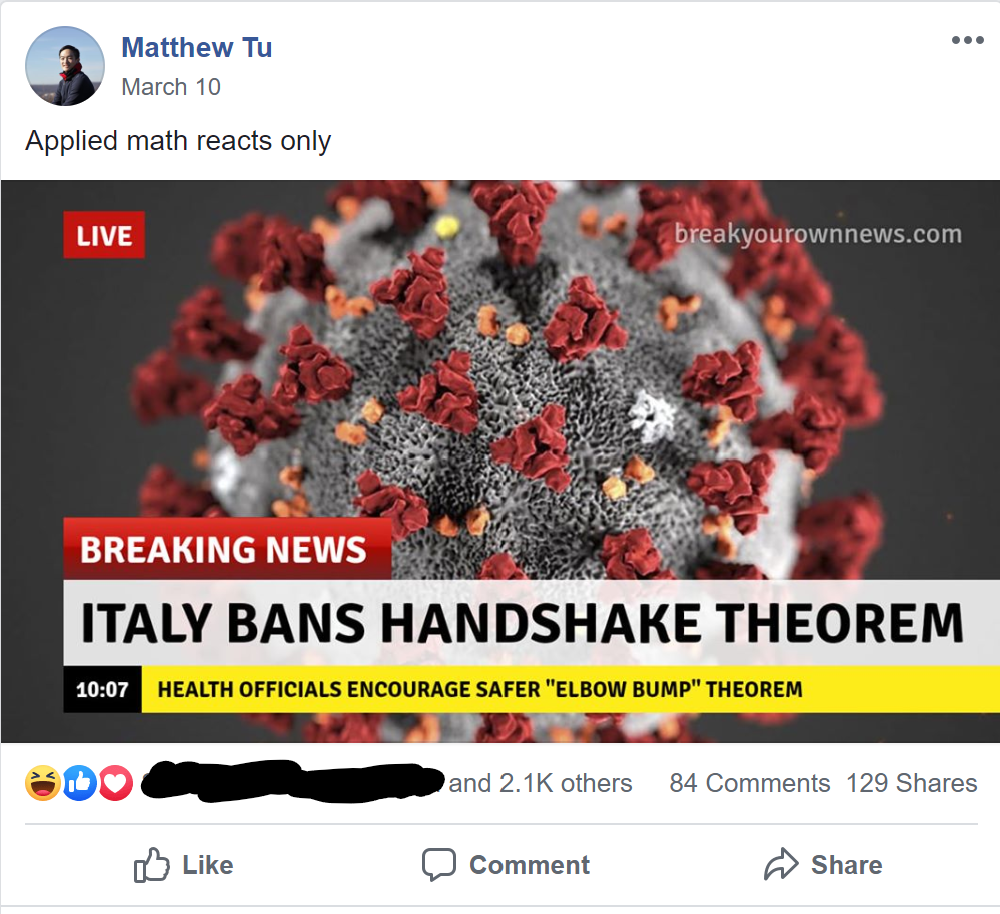 Matthew Tu
March 10
Applied math reacts only
LIVE
breakyourownnews.com
BREAKING NEWS
ITALY BANS HANDSHAKE THEOREM
10:07 HEALTH OFFICIALS ENCOURAGE SAFER "ELBOW BUMP" THEOREM
and 2.1K others 84 Comments 129 Shares
Like Comment Share